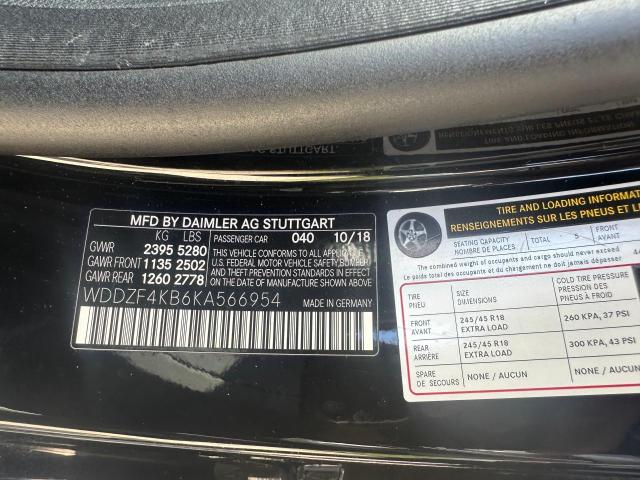 MFD BY DAIMLER AG STUTTGART
KG LBS PASSENGER CAR 040 10/18
GWWR 2395 5280
GAWR FRONT 1135 2502
GAWR REAR 1260 2778
THIS VEHICLE CONFORMS TO ALL APPLICABLE
U.S. FEDERAL MOTOR VEHICLE SAFETY, BUMPER,
AND THEFT PREVENTION STANDARDS IN EFFECT
ON THE DATE OF MANUFACTURE SHOWN ABOVE.
WDDZF4KB6KA566954
MADE IN GERMANY
TIRE AND LOADING INFORMAT
RENSEIGNEMENTS SUR LES PNEUS ET L
SEATING CAPACITY TOTAL 5 FRONT
NOMBRE DE PLACES AVANT
The combined weight of occupants and cargo should never exceed
Le poids total des occupants et du chargement ne doit jamais dépasser
TIRE SIZE COLD TIRE PRESSURE
PNEU DIMENSIONS PRESSION DES PNEUS À FROID
FRONT 245/45 R18 260 KPA, 37 PSI
AVANT EXTRA LOAD
REAR 245/45 R18 300 KPA, 43 PSI
ARRIÈRE EXTRA LOAD
SPARE NONE / AUCUN NONE / AUCUN
DE SECOURS